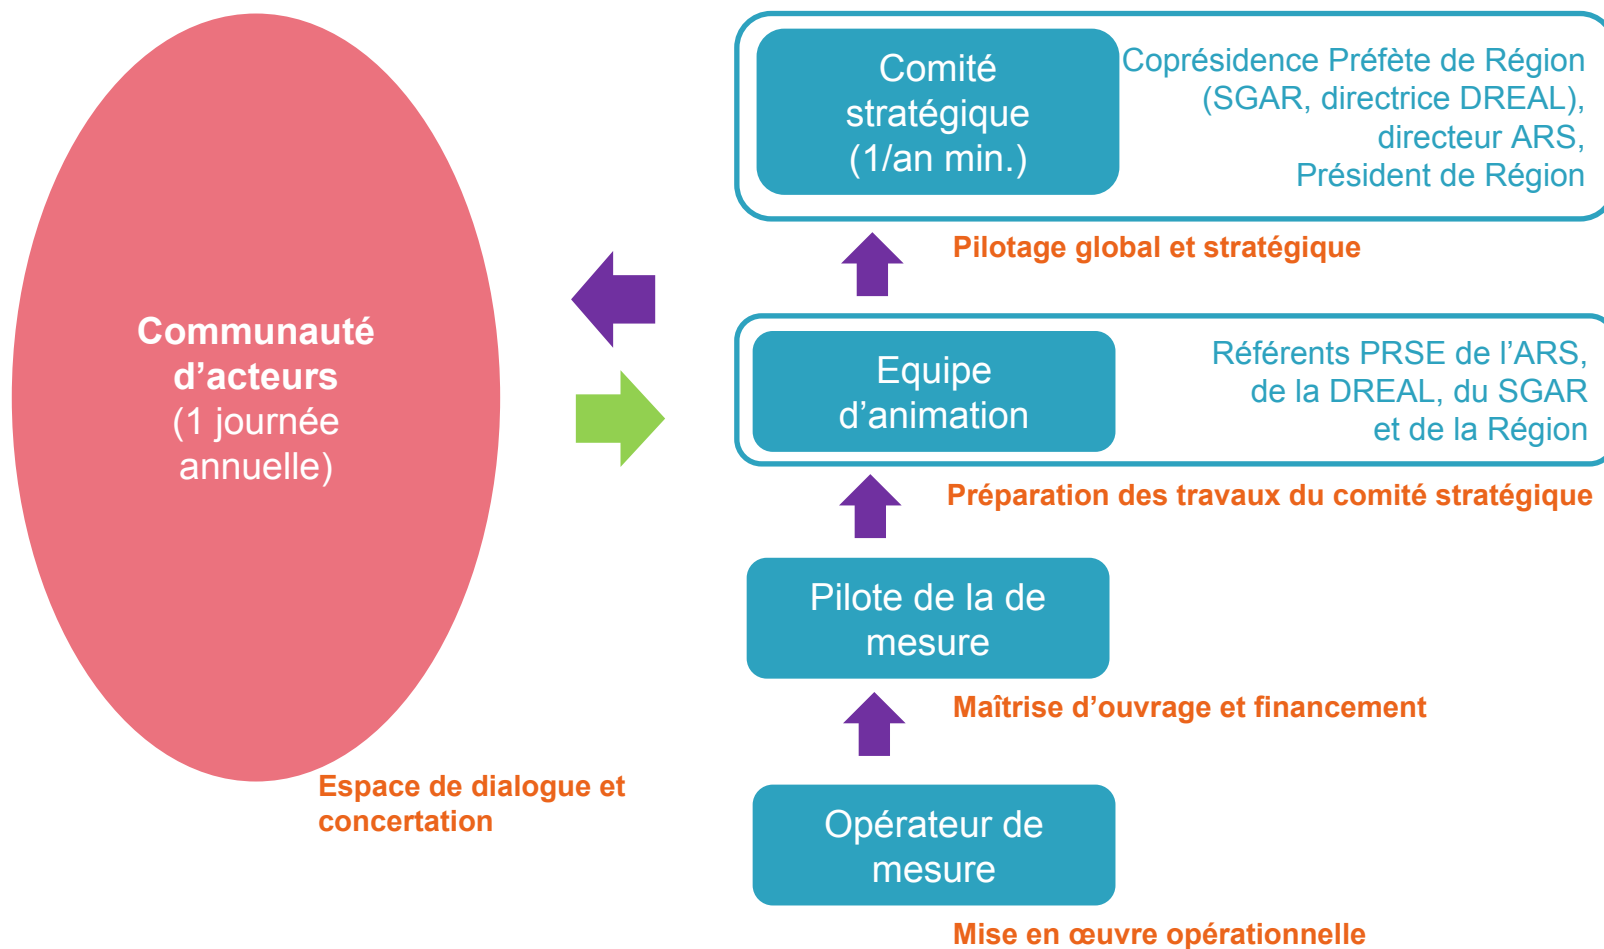 Communauté
d’acteurs
(1 journée
annuelle)
Espace de dialogue et
concertation
Comité
stratégique
(1/an min.)
Coprésidence Préfète de Région
(SGAR, directrice DREAL),
directeur ARS,
Président de Région
Pilotage global et stratégique
Equipe
d’animation
Référents PRSE de l’ARS,
de la DREAL, du SGAR
et de la Région
Préparation des travaux du comité stratégique
Pilote de la de
mesure
Maîtrise d’ouvrage et financement
Opérateur de
mesure
Mise en œuvre opérationnelle